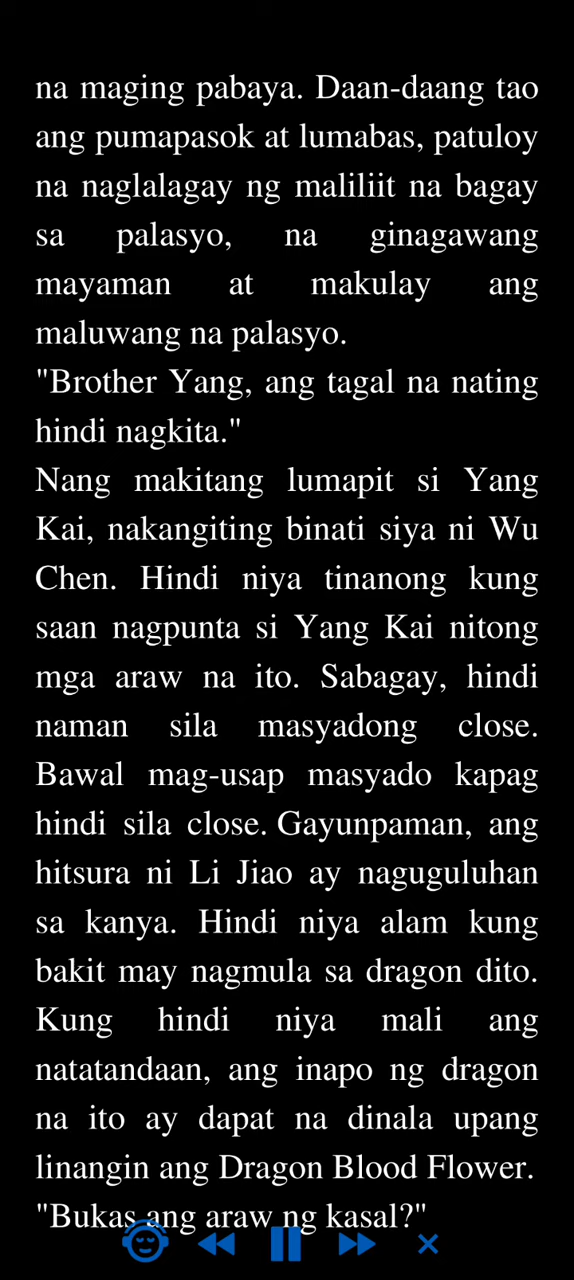 na maging pabaya. Daan-daang tao
ang pumapasok at lumabas, patuloy
na naglalagay ng maliliit na bagay
sa palasyo, na ginagawang
mayaman at makulay ang
maluwang na palasyo.
"Brother Yang, ang tagal na nating
hindi nagkita."
Nang makitang lumapit si Yang
Kai, nakangiting binati siya ni Wu
Chen. Hindi niya tinanong kung
saan nagpunta si Yang Kai nitong
mga araw na ito. Sabagay, hindi
naman sila masyadong close.
Bawal mag-usap masyado kapag
hindi sila close. Gayunpaman, ang
hitsura ni Li Jiao ay naguguluhan
sa kanya. Hindi niya alam kung
bakit may nagmula sa dragon dito.
Kung hindi niya mali ang
natatandaan, ang inapo ng dragon
na ito ay dapat na dinala upang
linangin ang Dragon Blood Flower.
"Bukas ang araw ng kasal?"